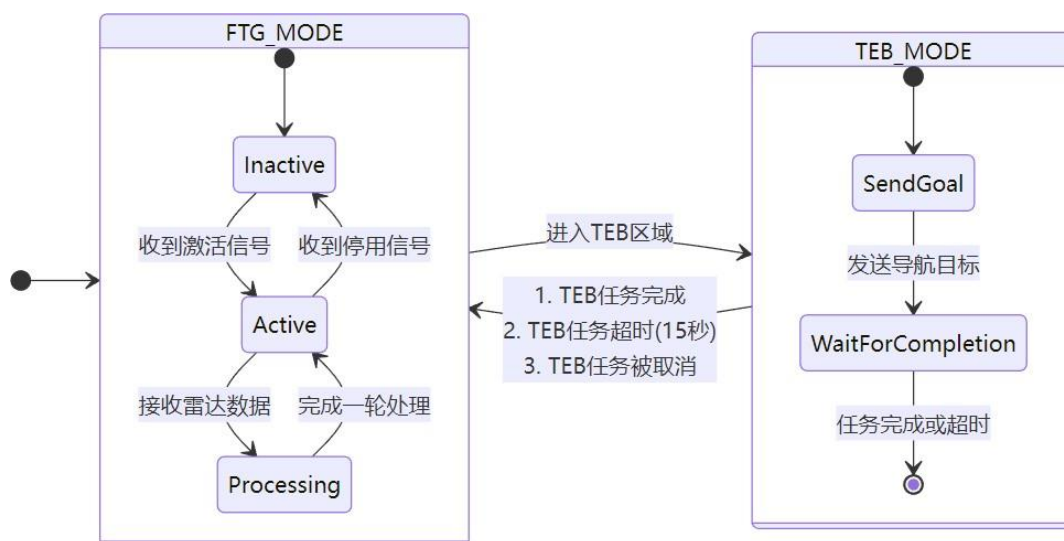 FTG_MODE
Inactive
收到激活信号
收到停用信号
Active
接收雷达数据
完成一轮处理
Processing
进入TEB区域
1. TEB任务完成
2. TEB任务超时(15秒)
3. TEB任务被取消
TEB_MODE
SendGoal
发送导航目标
WaitForCompletion
任务完成或超时